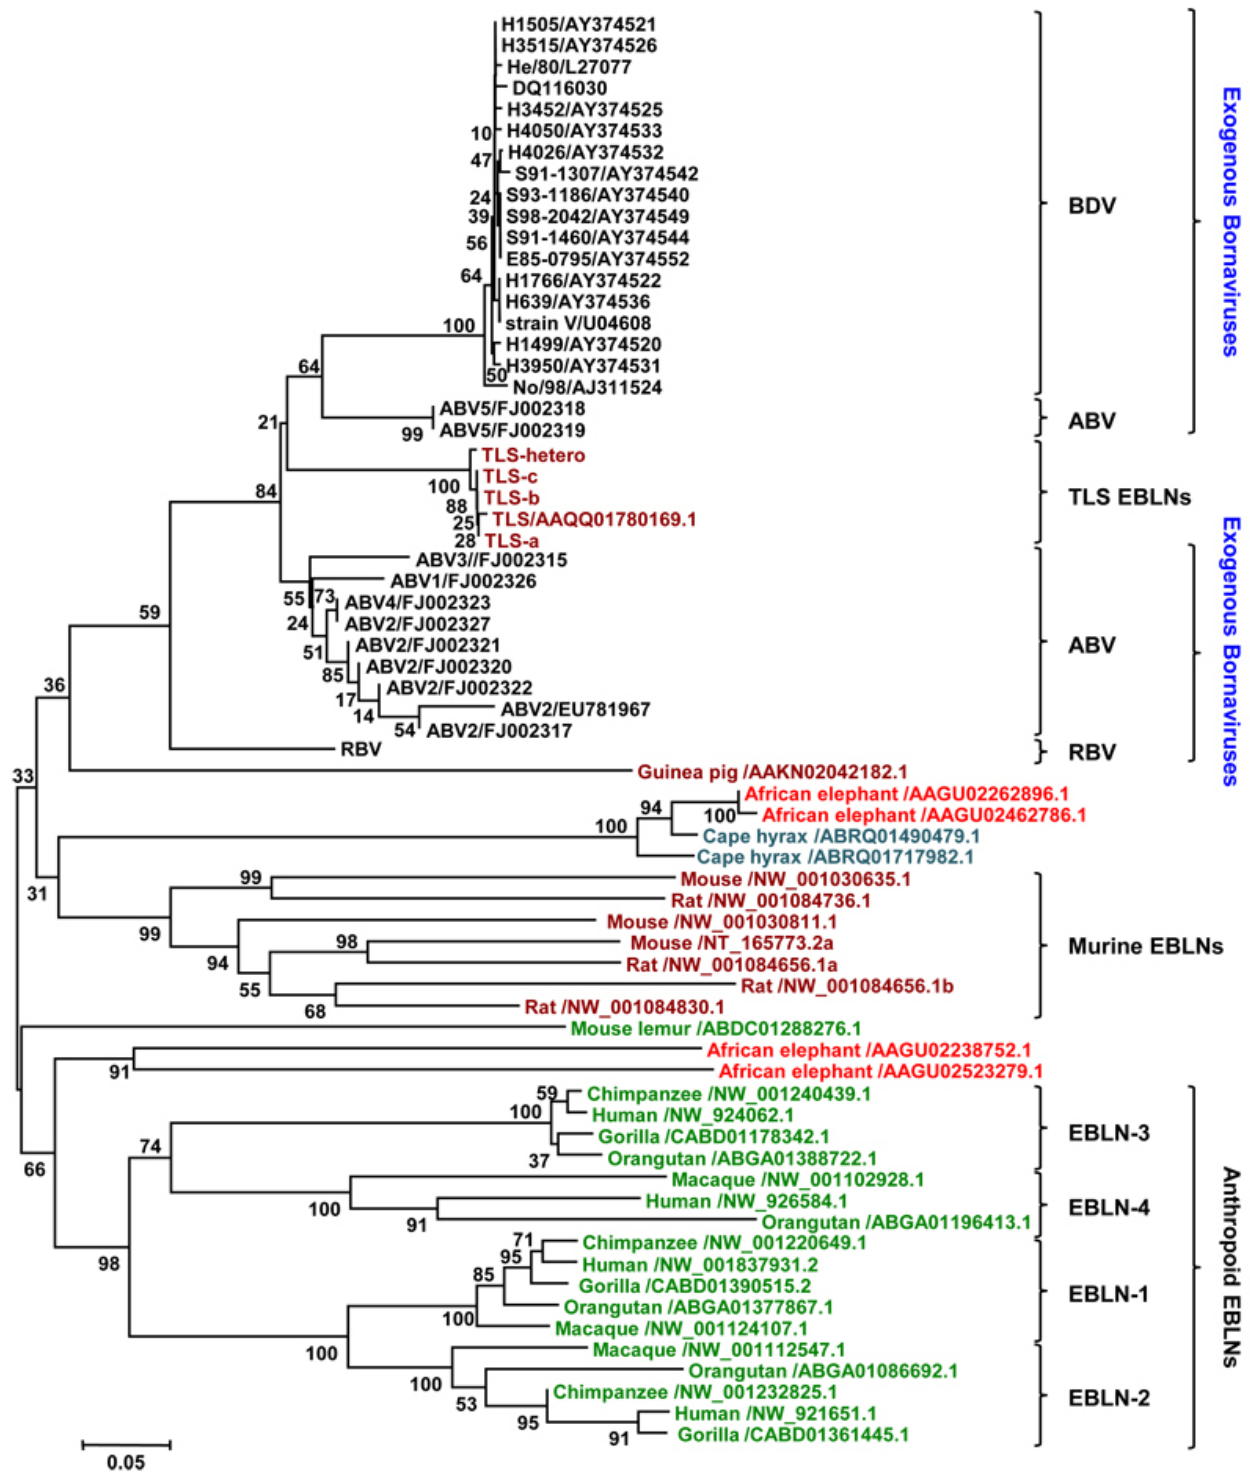 H1505/AY374521
H3515/AY374526
He/80/L27077
DQ116030
H3452/AY374525
10
H4050/AY374533
47
H4026/AY374532
S91-1307/AY374542
24
S93-1186/AY374540
39
S98-2042/AY374549
56
S91-1460/AY374544
E85-0795/AY374552
64
H1766/AY374522
H639/AY374536
100
strain V/U04608
H1499/AY374520
H3950/AY374531
50
No/98/AJ311524
BDV
64
ABV5/FJ002318
99
ABV5/FJ002319
ABV
Exogenous Bornaviruses
21
TLS-hetero
TLS-c
100
TLS-b
88
TLS/AAQQ01780169.1
25
28
TLS-a
TLS EBLNs
84
ABV3//FJ002315
ABV1/FJ002326
55
73
ABV4/FJ002323
24
ABV2/FJ002327
51
ABV2/FJ002321
85
ABV2/FJ002320
17
ABV2/FJ002322
14
ABV2/EU781967
54
ABV2/FJ002317
ABV
59
RBV
RBV
Exogenous Bornaviruses
36
Guinea pig /AAKN02042182.1
33
African elephant /AAGU02262896.1
94
100
African elephant /AAGU02462786.1
100
Cape hyrax /ABRQ01490479.1
Cape hyrax /ABRQ01717982.1
31
99
Mouse /NW_001030635.1
Rat /NW_001084736.1
99
Mouse /NW_001030811.1
98
Mouse /NT_165773.2a
94
Rat /NW_001084656.1a
55
Rat /NW_001084656.1b
68
Rat /NW_001084830.1
Murine EBLNs
Mouse lemur /ABDC01288276.1
African elephant /AAGU02238752.1
91
African elephant /AAGU02523279.1
66
59
Chimpanzee /NW_001240439.1
100
Human /NW_924062.1
Gorilla /CABD01178342.1
37
Orangutan /ABGA01388722.1
EBLN-3
74
Macaque /NW_001102928.1
100
Human /NW_926584.1
91
Orangutan /ABGA01196413.1
EBLN-4
98
71
Chimpanzee /NW_001220649.1
95
Human /NW_001837931.2
85
Gorilla /CABD01390515.2
100
Orangutan /ABGA01377867.1
Macaque /NW_001124107.1
EBLN-1
100
Macaque /NW_001112547.1
100
Orangutan /ABGA01086692.1
53
Chimpanzee /NW_001232825.1
95
Human /NW_921651.1
91
Gorilla /CABD01361445.1
EBLN-2
Anthropoid EBLNs
0.05